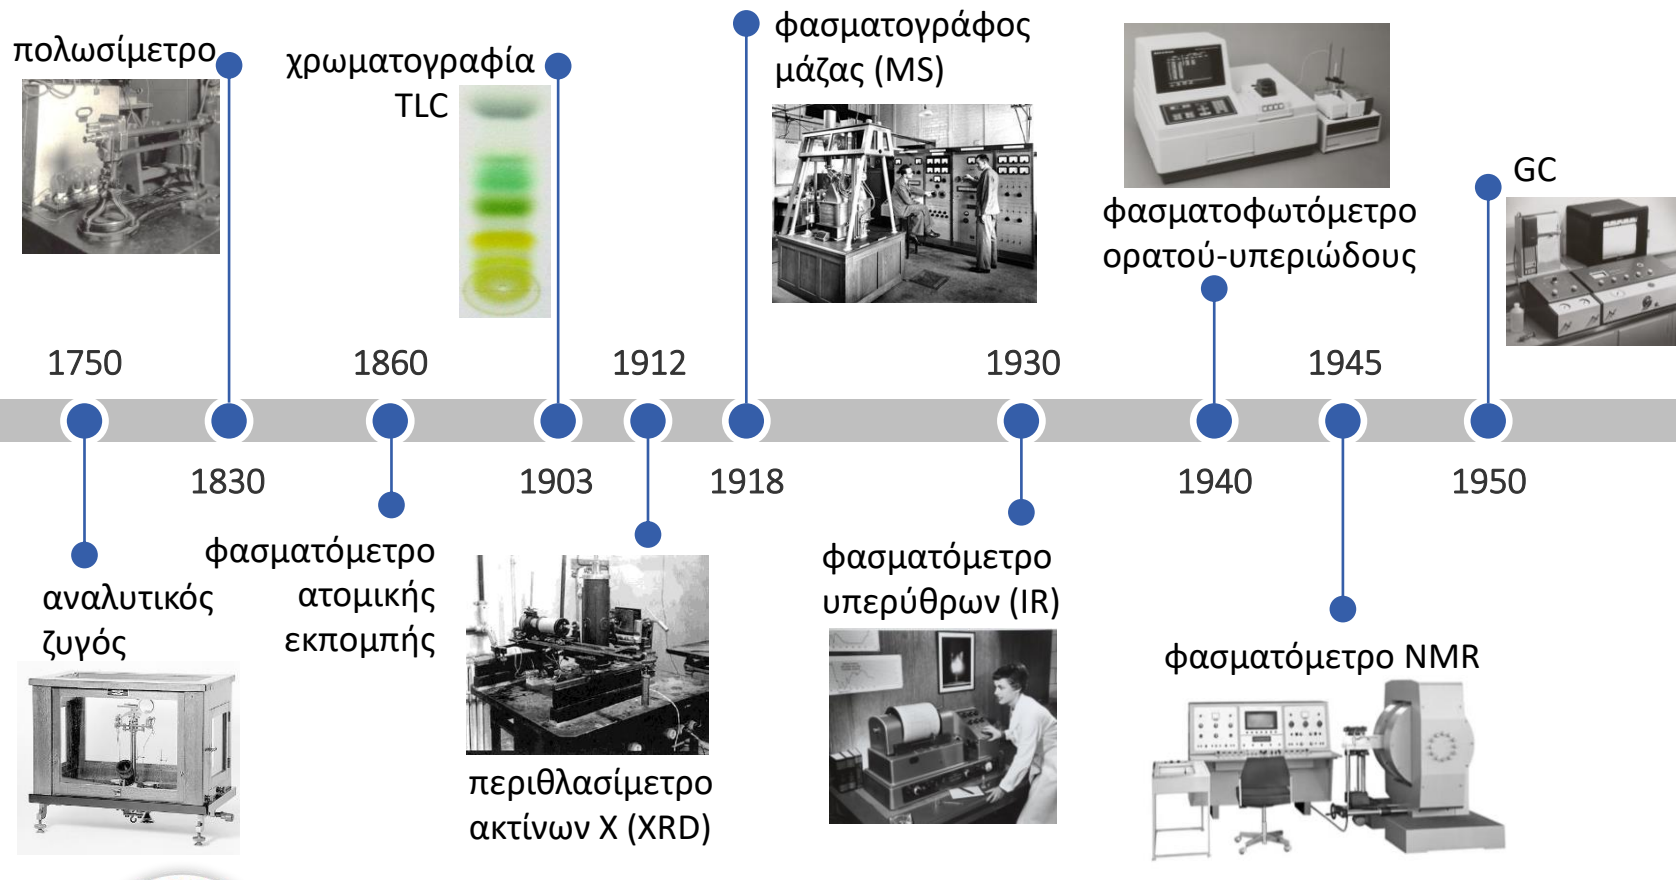 πολωσίμετρο
χρωματογραφία
TLC
φασματογράφος
μάζας (MS)
φασματοφωτόμετρο
ορατού-υπεριώδους
GC
1750
1860
1912
1930
1945
1830
1903
1918
1940
1950
αναλυτικός
ζυγός
φασματόμετρο
ατομικής
εκπομπής
περιθλασίμετρο
ακτίνων Χ (XRD)
φασματόμετρο
υπερύθρων (IR)
φασματόμετρο NMR